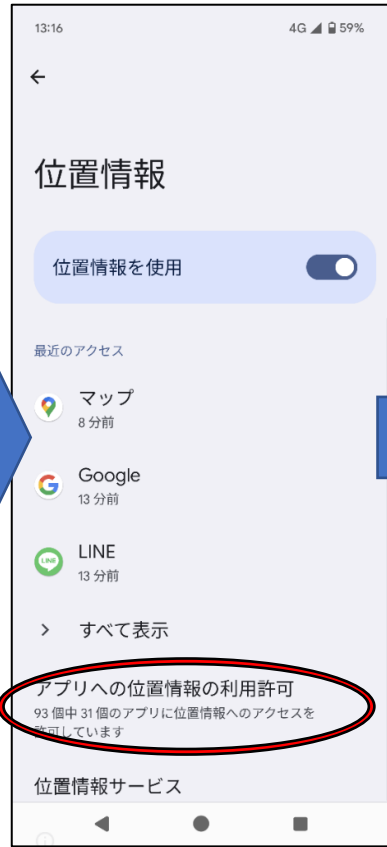 13:16 4G 59%
位置情報
位置情報を使用
最近のアクセス
マップ
8 分前
Google
13 分前
LINE
LINE
13 分前
すべて表示
アプリへの位置情報の利用許可
93 個中 31 個のアプリに位置情報へのアクセスを
許可しています
位置情報サービス